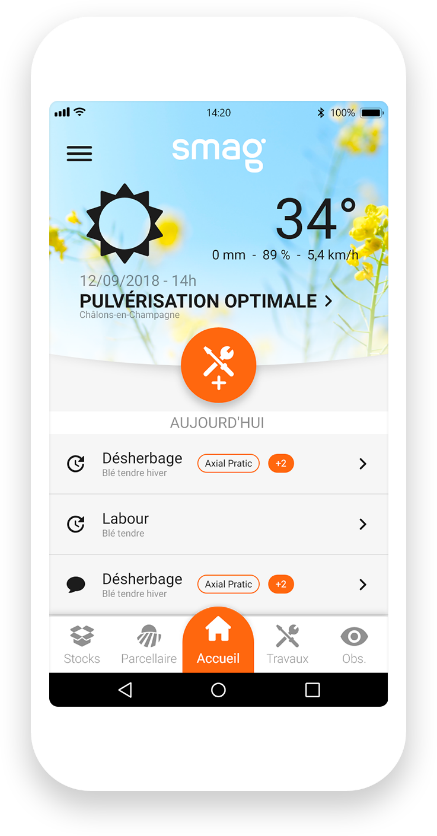 14:20
100%
smag
34°
0 mm - 89 % - 5,4 km/h
12/09/2018 - 14h
PULVÉRISATION OPTIMALE
Châlons-en-Champagne
AUJOURD'HUI
Désherbage
Axial Pratic
+2
Blé tendre hiver
Labour
Blé tendre
Désherbage
Axial Pratic
+2
Blé tendre hiver
Stocks
Parcellaire
Accueil
Travaux
Obs.